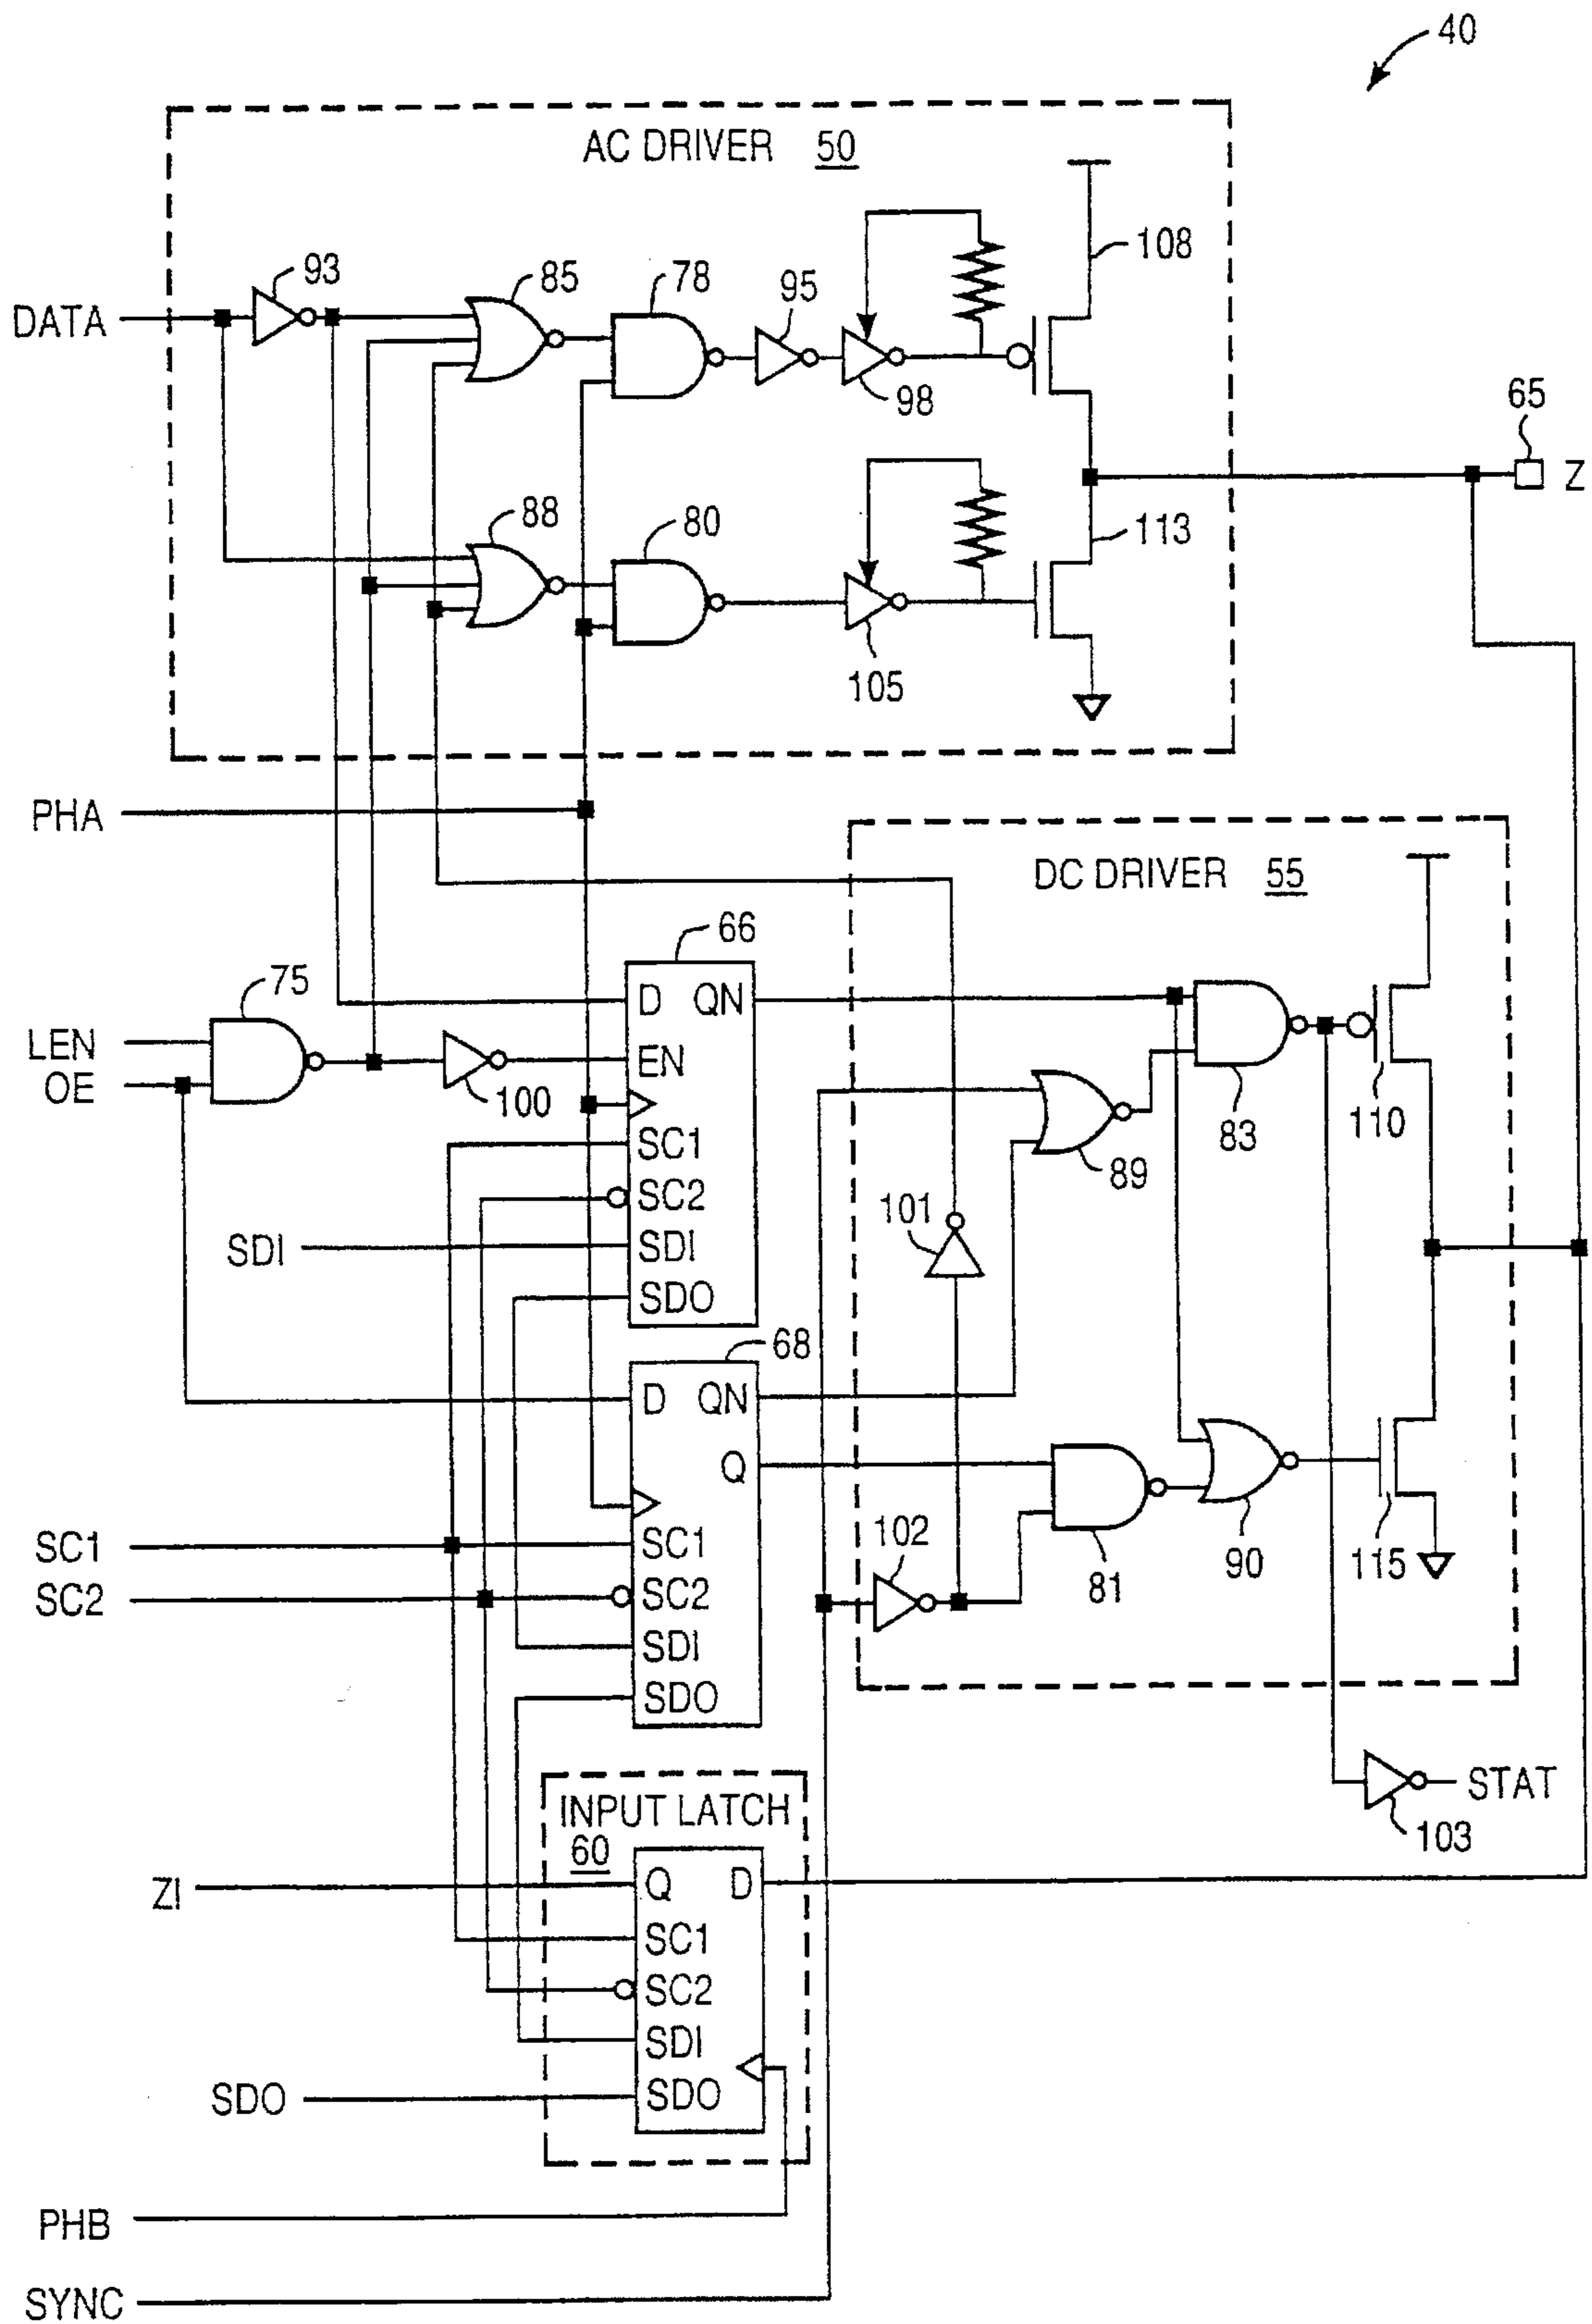 40
AC DRIVER 50
108
93
85
78
95
DATA
98
65
Z
88
80
113
105
PHA
DC DRIVER 55
66
75
D QN
LEN
EN
OE
100
110
83
SC1
89
SC2
101
SDI
SDI
SDO
68
D QN
Q
102
SC1
SC1
81
90
115
SC2
SC2
SDI
SDO
STAT
INPUT LATCH
60
103
ZI
Q D
SC1
SC2
SDI
SDO
SDO
PHB
SYNC